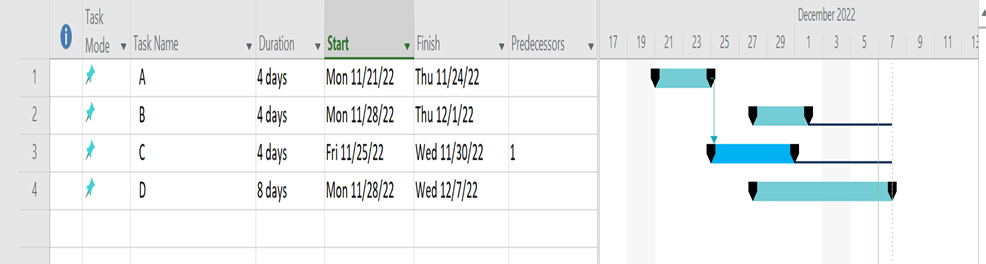 Task Mode Task Name Duration Start Finish Predecessors
December 2022
17 19 21 23 25 27 29 1 3 5 7 9 11 13
1 A 4 days Mon 11/21/22 Thu 11/24/22
2 B 4 days Mon 11/28/22 Thu 12/1/22
3 C 4 days Fri 11/25/22 Wed 11/30/22 1
4 D 8 days Mon 11/28/22 Wed 12/7/22